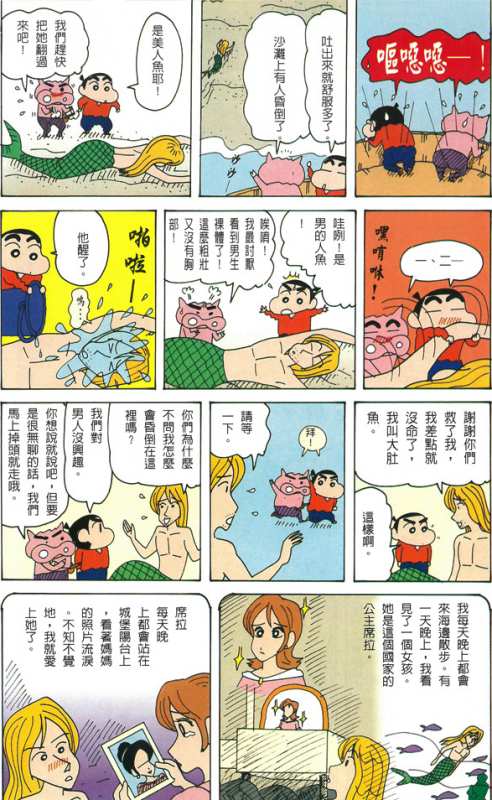 嘔噁噁——！
吐出來就舒服多了。
沙灘上有人昏倒了。
是美人魚耶！
我們趕快
把她翻過
來吧！
一、二—
嘿唷咻！
哇咧！是
男的人魚
唉唷！
我最討厭
看到男生
裸體了！
這麼粗壯
又沒有胸
部！
啪啦—！
嗚…
他醒了。
謝謝你們
救了我，
我差點就
沒命了，
我叫大肚
魚。
這樣啊。
拜！
請等
一下。
你們為什麼
不問我怎麼
會昏倒在這
裡嗎？
我們對
男人沒興趣。
你想說就說吧，但要
是很無聊的話，我們
馬上掉頭就走哦。
我每天晚上都會
來海邊散步。有
一天晚上，我看
見了一個女孩。
她是這個國家的
公主席拉。
席拉
每天晚
上都會站在
城堡陽台上
，看著媽媽
的照片流淚
。不知不覺
地，我就愛
上她了。